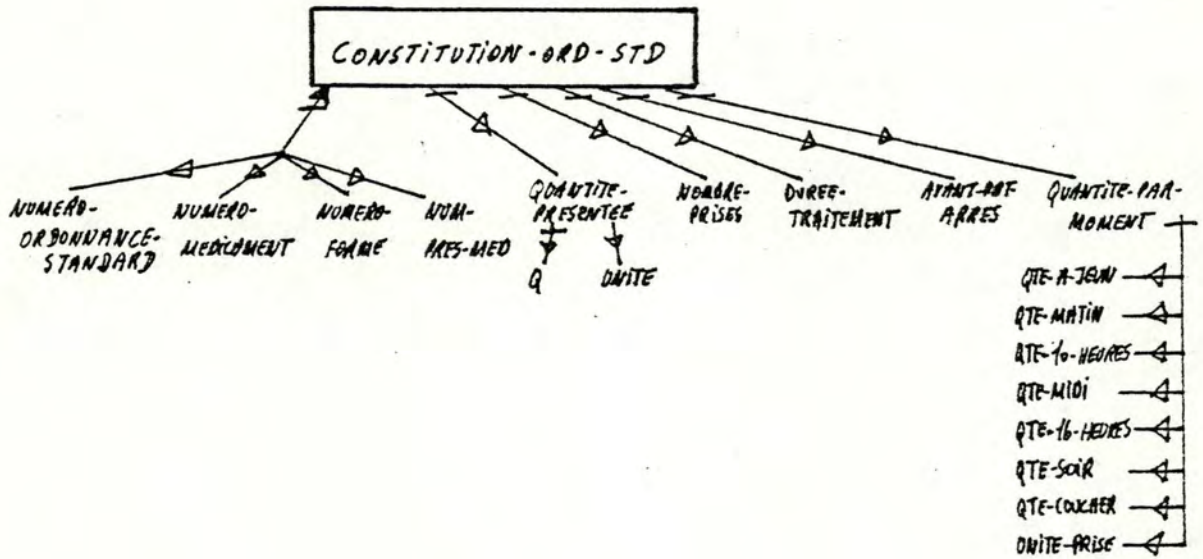 CONSTITUTION-ORD-STD
NUMERO-
ORDONNANCE-
STANDARD
NUMERO-
MEDICAMENT
NUMERO-
FORME
NUM-
PRES-MED
QUANTITE-
PRESENTEE
Q
UNITE
NOMBRE-
PRISES
DUREE-
TRAITEMENT
APRES
QUANTITE-PAR-
MOMENT
QTE-A-JEUN
QTE-MATIN
QTE-10-HEURES
QTE-MIDI
QTE-16-HEURES
QTE-SOIR
QTE-COUCHER
UNITE-PRISE